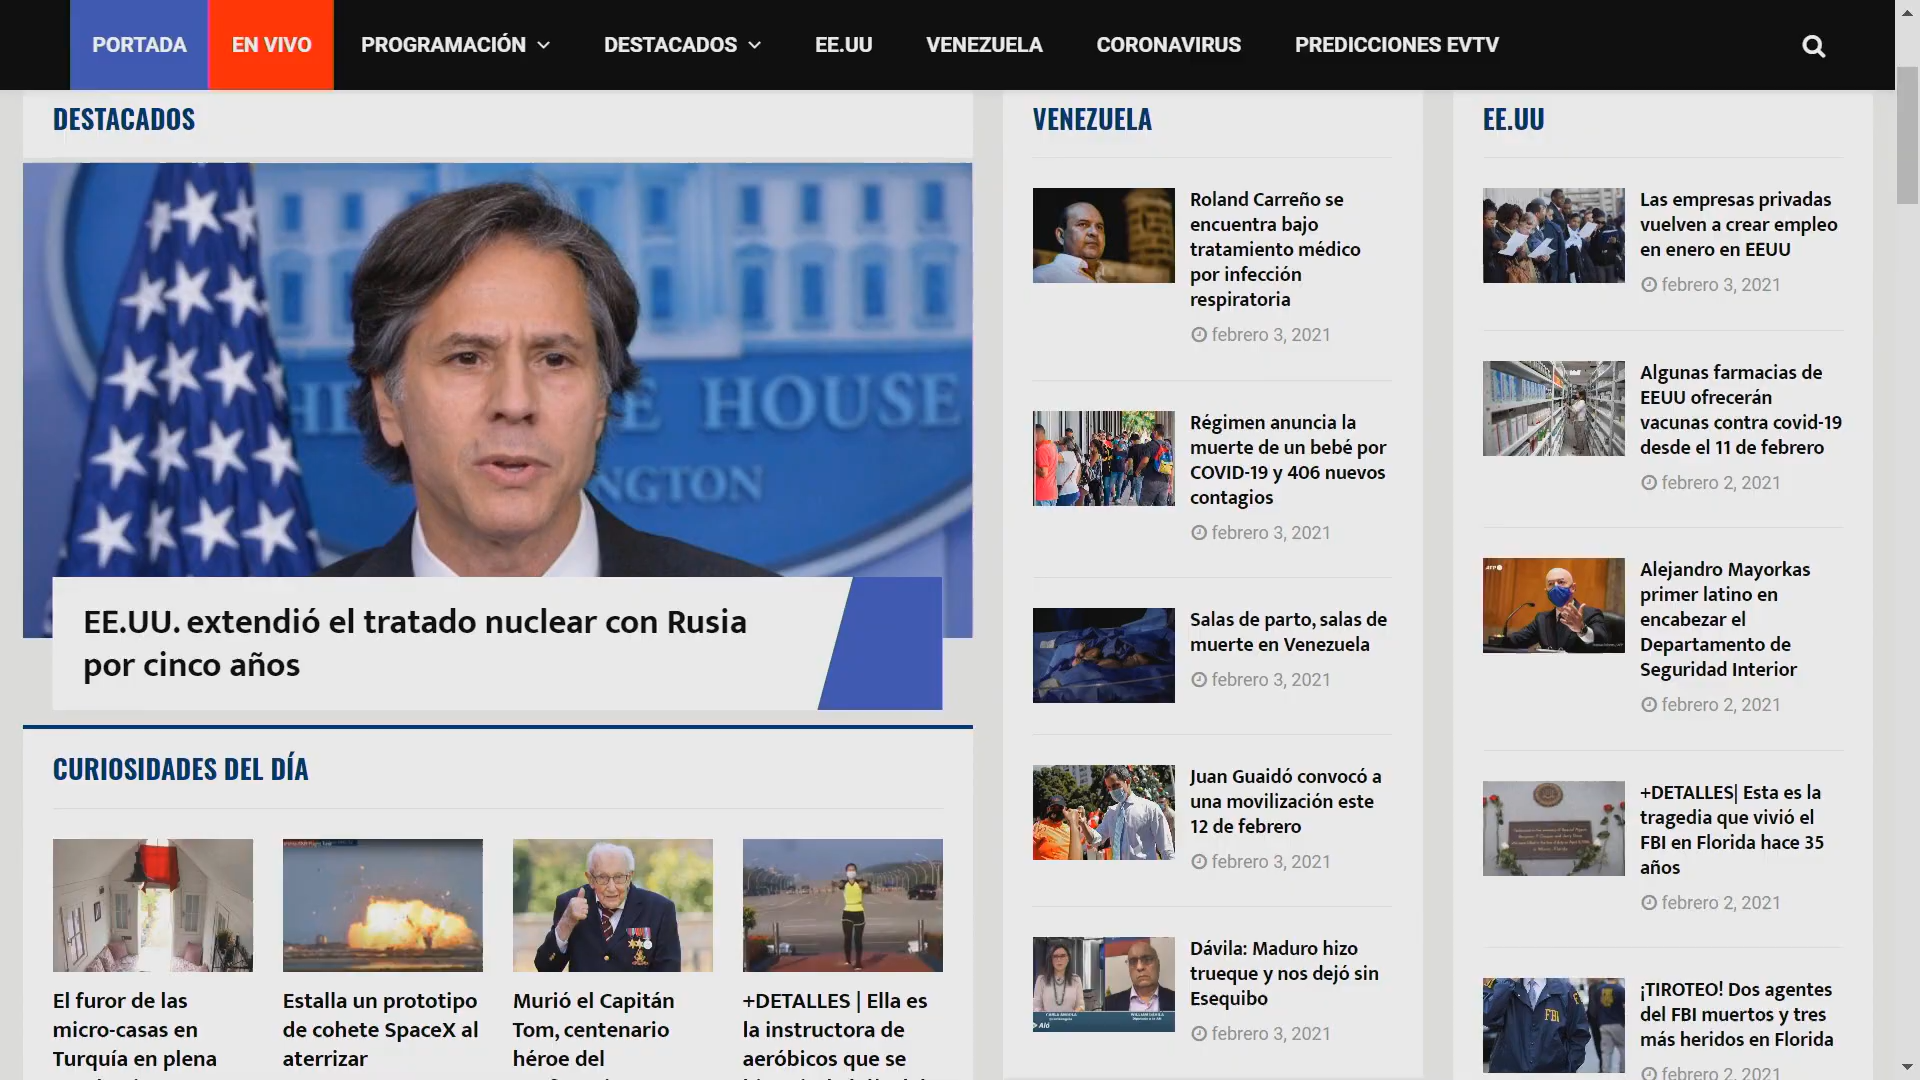 PORTADA
EN VIVO
PROGRAMACIÓN
DESTACADOS
EE.UU
VENEZUELA
CORONAVIRUS
PREDICCIONES EVTV
DESTACADOS
EE.UU. extendió el tratado nuclear con Rusia
por cinco años
CURIOSIDADES DEL DÍA
El furor de las
micro-casas en
Turquía en plena
Estalla un prototipo
de cohete SpaceX al
aterrizar
Murió el Capitán
Tom, centenario
héroe del
+DETALLES | Ella es
la instructora de
aeróbicos que se
VENEZUELA
Roland Carreño se
encuentra bajo
tratamiento médico
por infección
respiratoria
febrero 3, 2021
Régimen anuncia la
muerte de un bebé por
COVID-19 y 406 nuevos
contagios
febrero 3, 2021
Salas de parto, salas de
muerte en Venezuela
febrero 3, 2021
Juan Guaidó convocó a
una movilización este
12 de febrero
febrero 3, 2021
Dávila: Maduro hizo
trueque y nos dejó sin
Esequibo
febrero 3, 2021
EE.UU
Las empresas privadas
vuelven a crear empleo
en enero en EEUU
febrero 3, 2021
Algunas farmacias de
EEUU ofrecerán
vacunas contra covid-19
desde el 11 de febrero
febrero 2, 2021
Alejandro Mayorkas
primer latino en
encabezar el
Departamento de
Seguridad Interior
febrero 2, 2021
+DETALLES| Esta es la
tragedia que vivió el
FBI en Florida hace 35
años
febrero 2, 2021
FBI
¡TIROTEO! Dos agentes
del FBI muertos y tres
más heridos en Florida
febrero 2, 2021